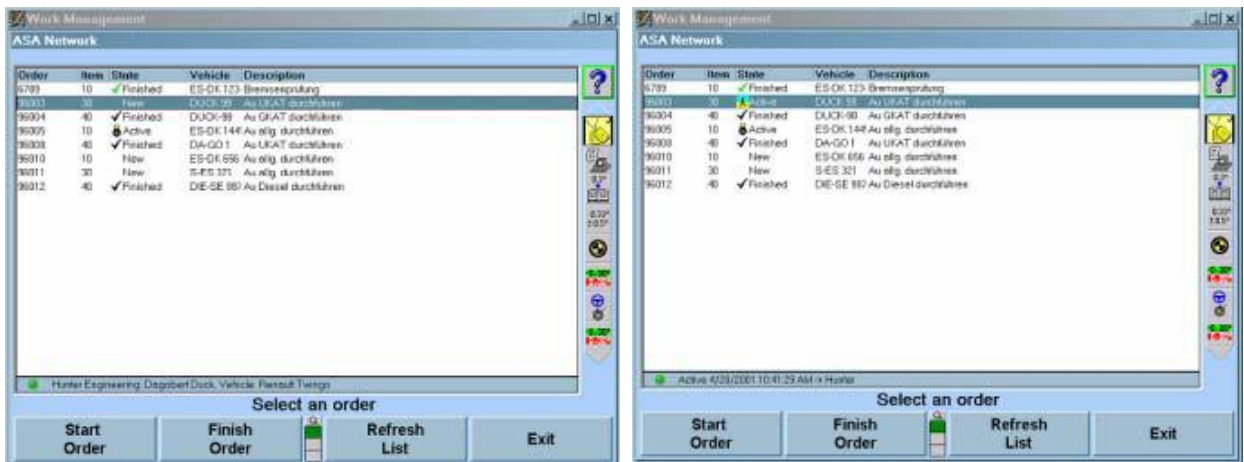 Work Management
ASA Network
Order Item State Vehicle Description
6789 10 Finished ES-OK 123 Bremsenprüfung
96003 30 New DUCK-99 Au UKAT durchführen
96004 40 Finished DUCK-98 Au GKAT durchführen
96005 10 Active ES-OK 144 Au allg. durchführen
96008 40 Finished DA-GO 1 Au UKAT durchführen
96010 10 New ES-OK 656 Au allg. durchführen
96011 30 New S-ES 321 Au allg. durchführen
96012 40 Finished DIE-SE 887 Au Diesel durchführen
Hunter Engineering, Dagobert Duck, Vehicle: Renault Twingo
Select an order
Start Order
Finish Order
Refresh List
Exit
Work Management
ASA Network
Order Item State Vehicle Description
6789 10 Finished ES-OK 123 Bremsenprüfung
96003 30 Active DUCK-99 Au UKAT durchführen
96004 40 Finished DUCK-98 Au GKAT durchführen
96005 10 Active ES-OK 144 Au allg. durchführen
96008 40 Finished DA-GO 1 Au UKAT durchführen
96010 10 New ES-OK 656 Au allg. durchführen
96011 30 New S-ES 321 Au allg. durchführen
96012 40 Finished DIE-SE 887 Au Diesel durchführen
Active 4/28/2001 10:41:29 AM Hunter
Select an order
Start Order
Finish Order
Refresh List
Exit